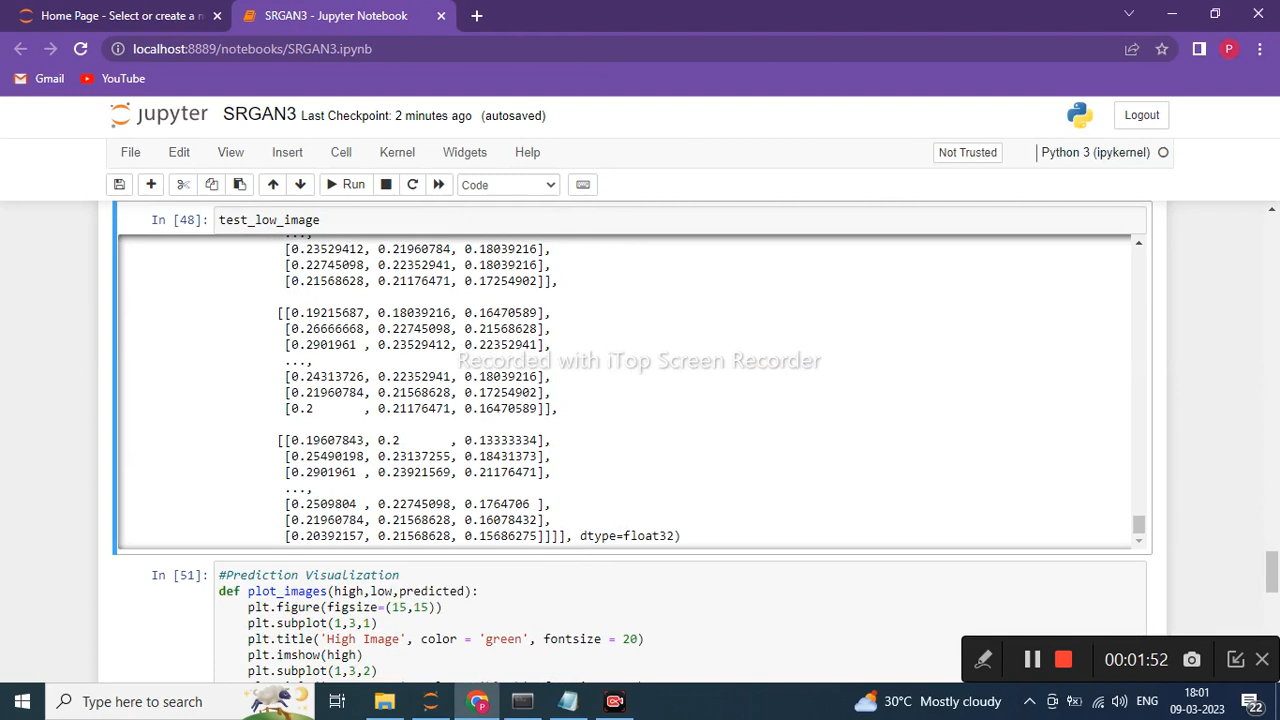 Home Page - Select or create a n
SRGAN3 - Jupyter Notebook
localhost:8889/notebooks/SRGAN3.ipynb
P
Gmail
YouTube
jupyter SRGAN3 Last Checkpoint: 2 minutes ago (autosaved)
Logout
File Edit View Insert Cell Kernel Widgets Help
Not Trusted
Python 3 (ipykernel)
Run
Code
In [48]: test_low_image
...,
[0.23529412, 0.21960784, 0.18039216],
[0.22745098, 0.22352941, 0.18039216],
[0.21568628, 0.21176471, 0.17254902]],
[[0.19215687, 0.18039216, 0.16470589],
[0.26666668, 0.22745098, 0.21568628],
[0.2901961 , 0.23529412, 0.22352941],
...,
Recorded with iTop Screen Recorder
[0.24313726, 0.22352941, 0.18039216],
[0.21960784, 0.21568628, 0.17254902],
[0.2 , 0.21176471, 0.16470589]],
[[0.19607843, 0.2 , 0.13333334],
[0.25490198, 0.23137255, 0.18431373],
[0.2901961 , 0.23921569, 0.21176471],
...,
[0.2509804 , 0.22745098, 0.1764706 ],
[0.21960784, 0.21568628, 0.16078432],
[0.20392157, 0.21568628, 0.15686275]]]], dtype=float32)
In [51]: #Prediction Visualization
def plot_images(high,low,predicted):
plt.figure(figsize=(15,15))
plt.subplot(1,3,1)
plt.title('High Image', color = 'green', fontsize = 20)
plt.imshow(high)
plt.subplot(1,3,2)
00:01:52
Type here to search
30°C Mostly cloudy
ENG
18:01
09-03-2023
22